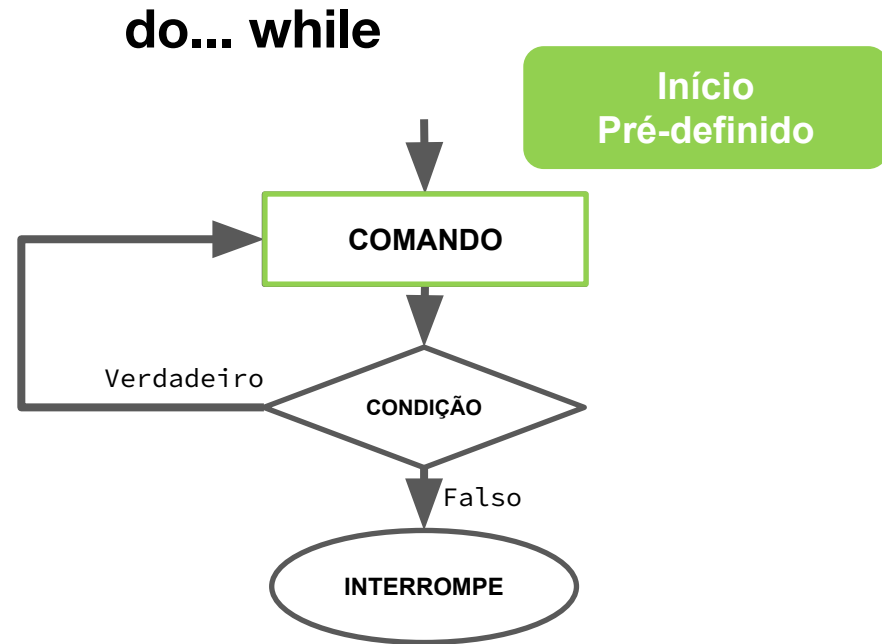 do... while
Início
Pré-definido
COMANDO
Verdadeiro
CONDIÇÃO
Falso
INTERROMPE